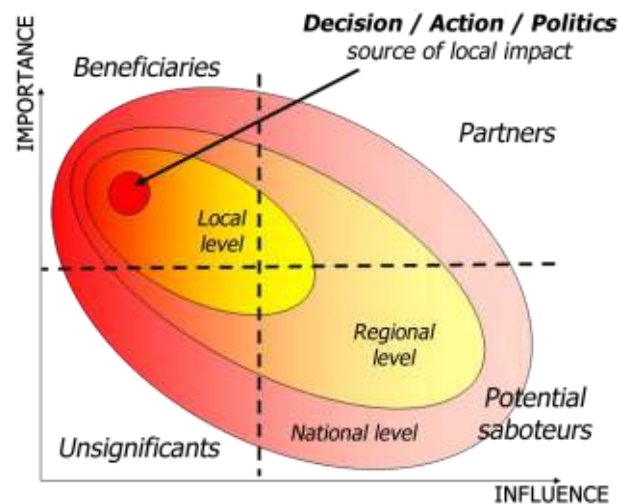 Decision / Action / Politics
source of local impact
Beneficiaries
IMPORTANCE
Partners
Local
level
Regional
level
Potential
saboteurs
National level
Unsignificants
INFLUENCE